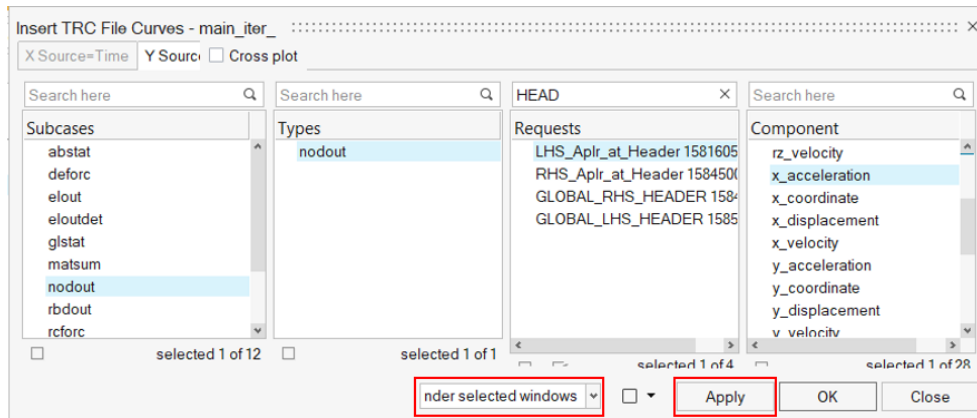 Insert TRC File Curves - main_iter_
X Source=Time Y Sourc Cross plot
Search here Search here HEAD Search here
Subcases Types Requests Component
abstat
deforc
elout
eloutdet
glstat
matsum
nodout
rbdout
rcforc
nodout
LHS_Aplr_at_Header 1581605
RHS_Aplr_at_Header 1584500
GLOBAL_RHS_HEADER 1584
GLOBAL_LHS_HEADER 1585
rz_velocity
x_acceleration
x_coordinate
x_displacement
x_velocity
y_acceleration
y_coordinate
y_displacement
y_velocity
selected 1 of 12 selected 1 of 1 selected 1 of 4 selected 1 of 28
nder selected windows Apply OK Close